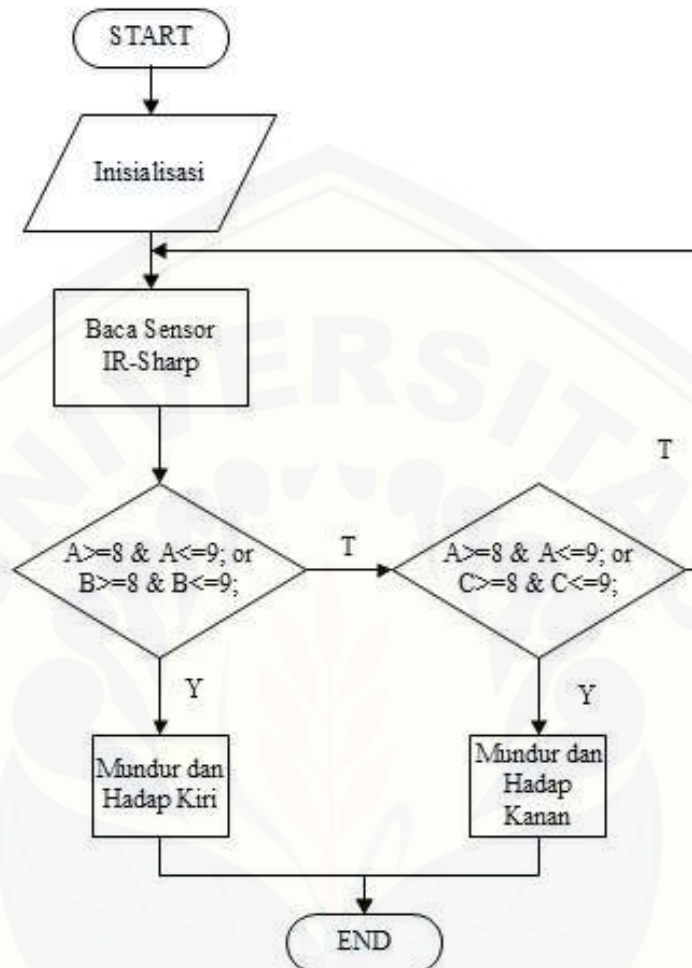 START
Inisialisasi
Baca Sensor
IR-Sharp
A>=8 & A<=9; or
B>=8 & B<=9;
T
A>=8 & A<=9; or
C>=8 & C<=9;
T
Y
Mundur dan
Hadap Kiri
Y
Mundur dan
Hadap
Kanan
END
UNIVERSITA